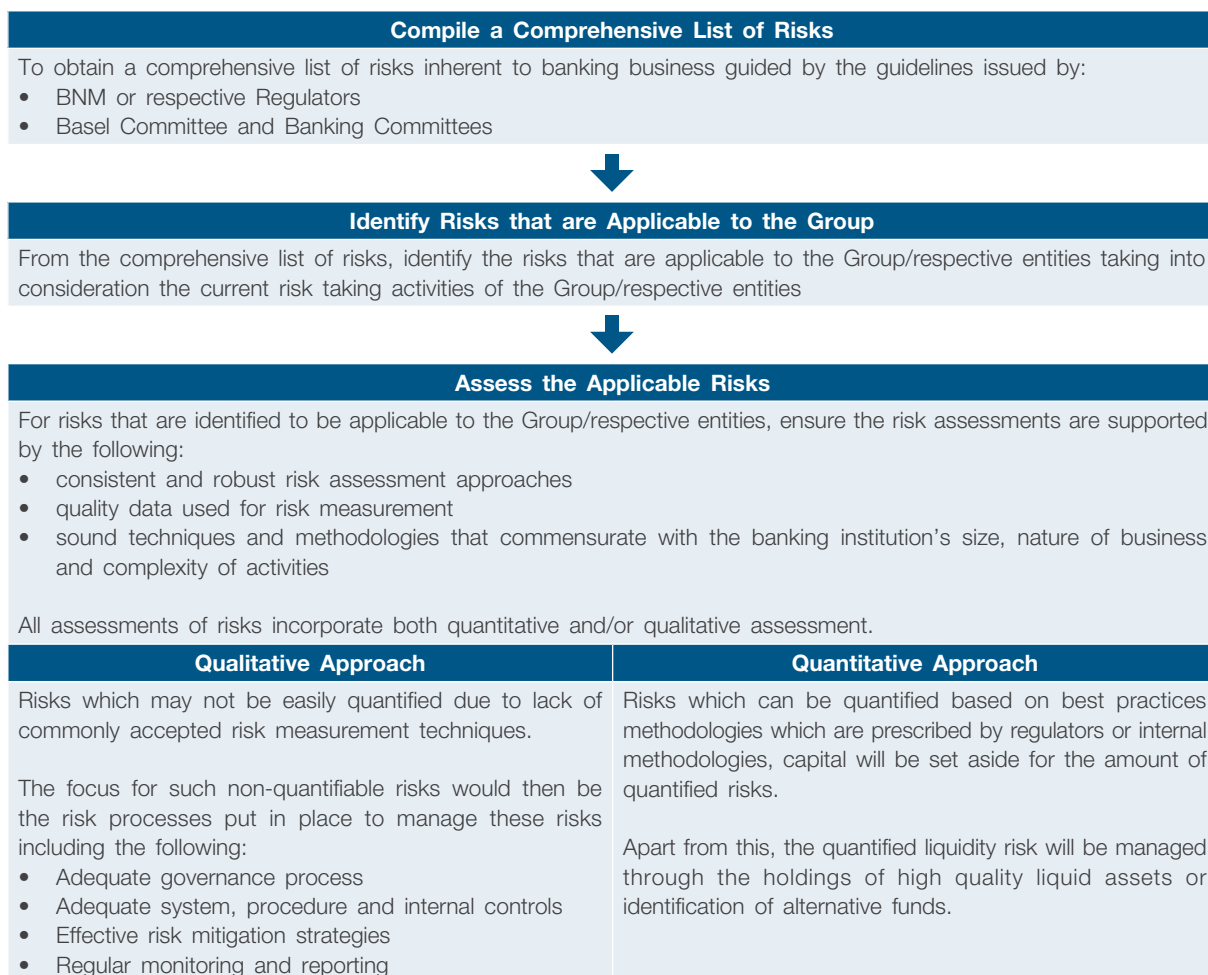 Compile a Comprehensive List of Risks
To obtain a comprehensive list of risks inherent to banking business guided by the guidelines issued by:
• BNM or respective Regulators
• Basel Committee and Banking Committees
Identify Risks that are Applicable to the Group
From the comprehensive list of risks, identify the risks that are applicable to the Group/respective entities taking into
consideration the current risk taking activities of the Group/respective entities
Assess the Applicable Risks
For risks that are identified to be applicable to the Group/respective entities, ensure the risk assessments are supported
by the following:
• consistent and robust risk assessment approaches
• quality data used for risk measurement
• sound techniques and methodologies that commensurate with the banking institution's size, nature of business
and complexity of activities
All assessments of risks incorporate both quantitative and/or qualitative assessment.
Qualitative Approach
Risks which may not be easily quantified due to lack of
commonly accepted risk measurement techniques.
The focus for such non-quantifiable risks would then be
the risk processes put in place to manage these risks
including the following:
• Adequate governance process
• Adequate system, procedure and internal controls
• Effective risk mitigation strategies
• Regular monitoring and reporting
Quantitative Approach
Risks which can be quantified based on best practices
methodologies which are prescribed by regulators or internal
methodologies, capital will be set aside for the amount of
quantified risks.
Apart from this, the quantified liquidity risk will be managed
through the holdings of high quality liquid assets or
identification of alternative funds.